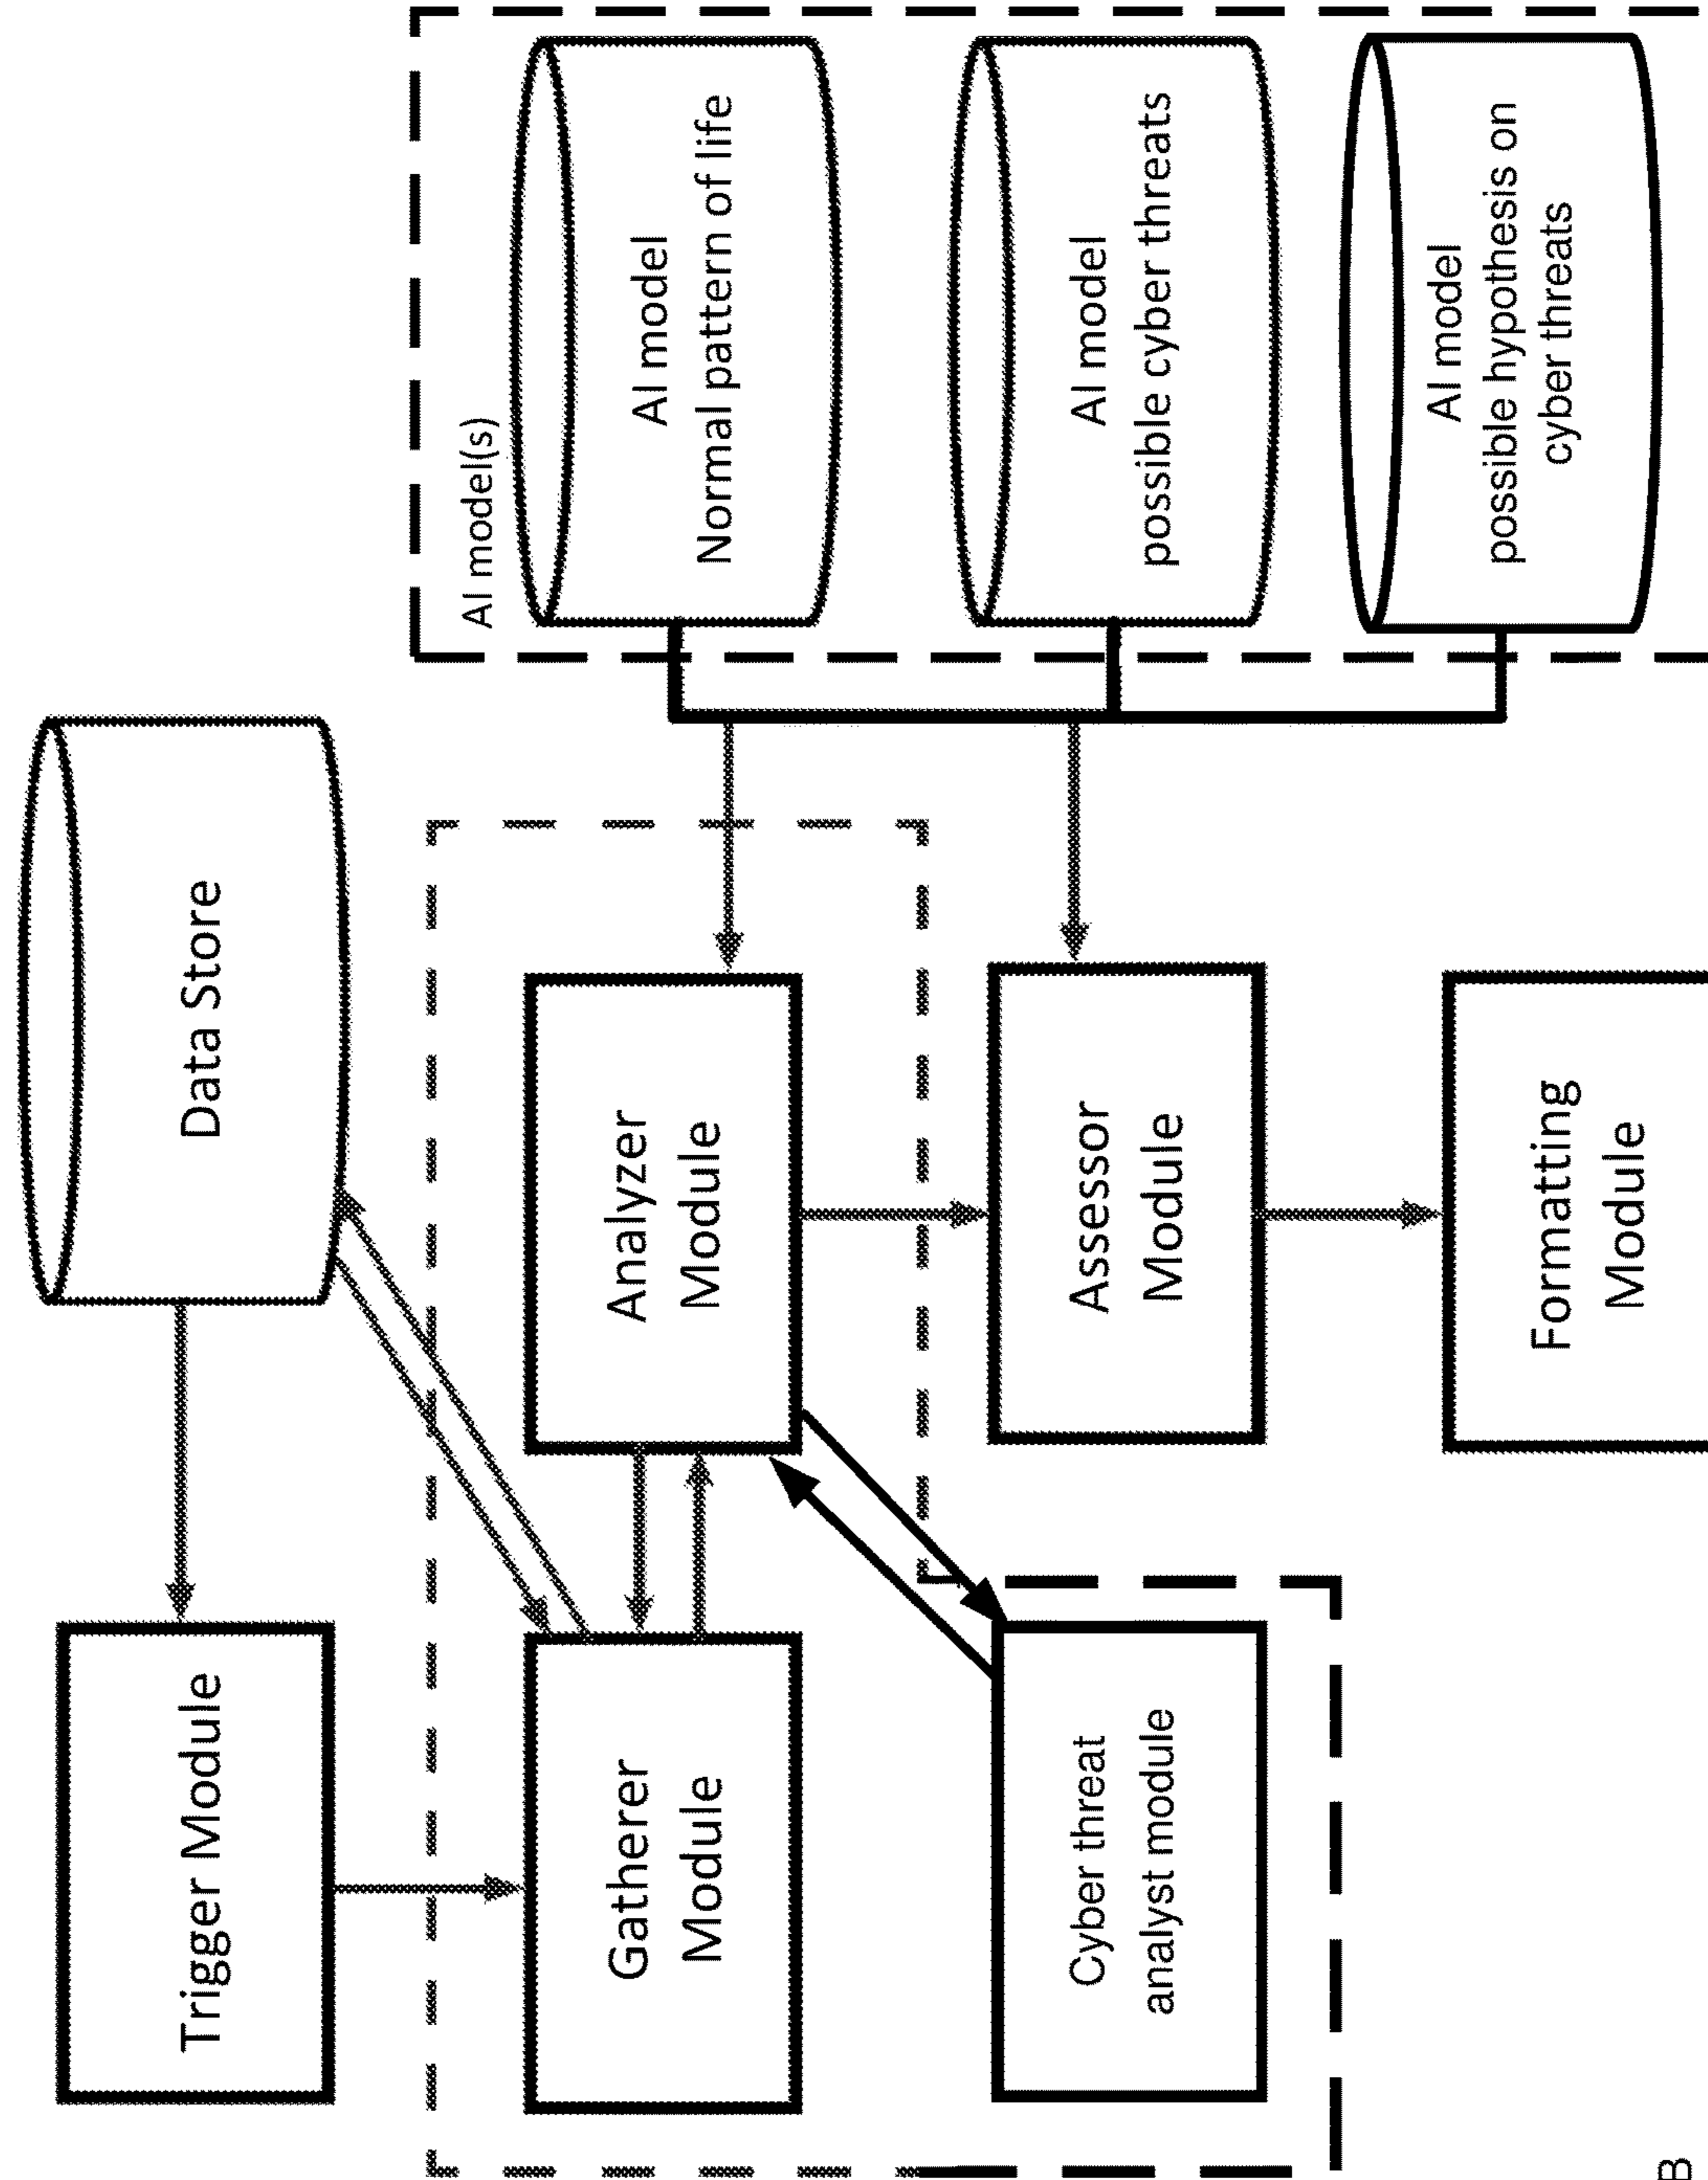 Trigger Module
Data Store
Gatherer
Module
Analyzer
Module
AI model(s)
AI model
Normal pattern of life
Cyber threat
analyst module
Assessor
Module
AI model
possible cyber threats
Formatting
Module
AI model
possible hypothesis on
cyber threats
B